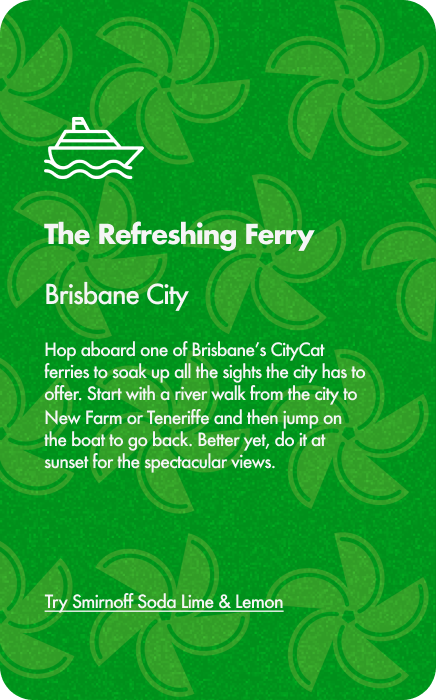 The Refreshing Ferry
Brisbane City
Hop aboard one of Brisbane's CityCat
ferries to soak up all the sights the city has to
offer. Start with a river walk from the city to
New Farm or Teneriffe and then jump on
the boat to go back. Better yet, do it at
sunset for the spectacular views.
Try Smirnoff Soda Lime & Lemon